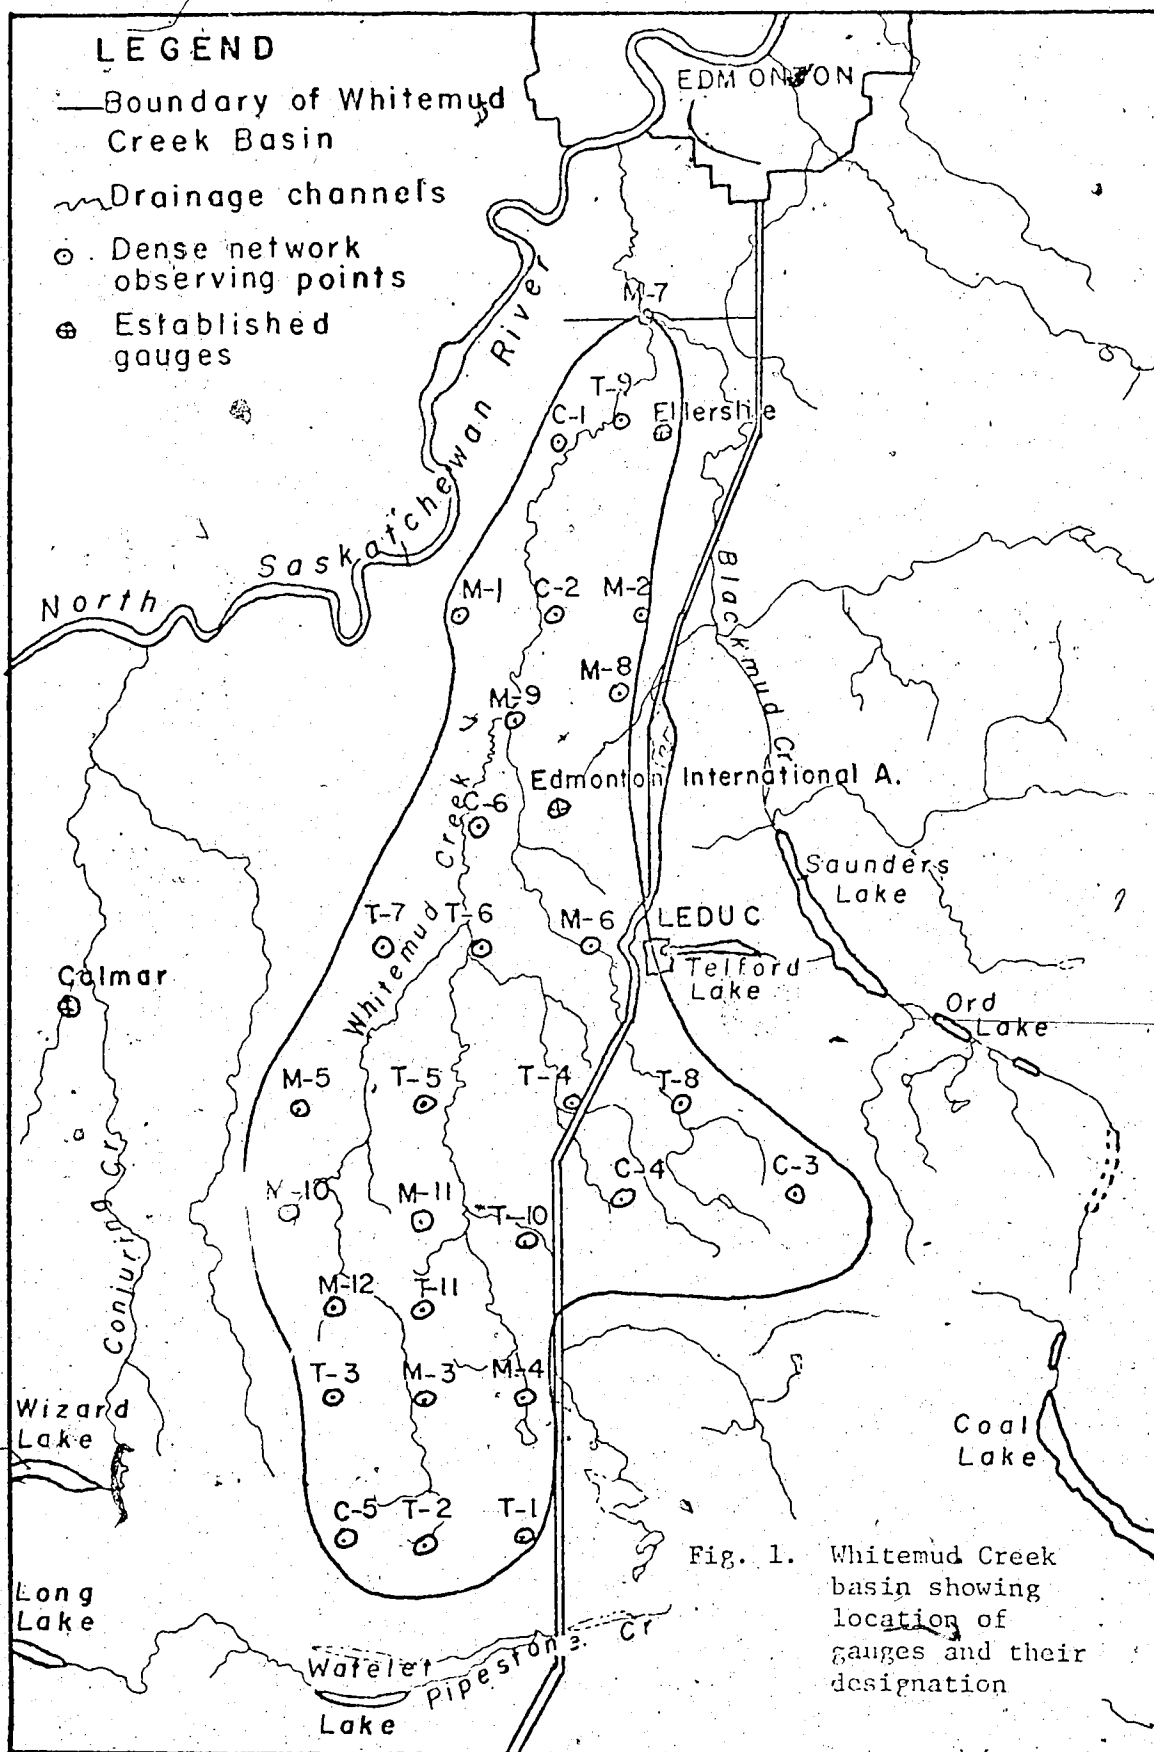 LEGEND
Boundary of Whitemud
Creek Basin
Drainage channels
Dense network
observing points
Established
gauges
EDMONTON
M-7
T-9
C-1
Ellerslie
North Saskatchewan River
M-1
C-2
M-2
Blackmud Cr
M-8
M-9
Edmonton International A.
C-6
Whitemud Creek
Saunders
Lake
T-7
T-6
M-6
LEDUC
Telford
Lake
Calmar
Ord
Lake
M-5
T-5
T-4
T-8
C-4
C-3
M-10
M-11
T-10
Conjuring Cr
M-12
T-11
T-3
M-3
M-4
Wizard
Lake
Coal
Lake
C-5
T-2
T-1
Fig. 1. Whitemud Creek
basin showing
location of
gauges and their
designation
Long
Lake
Watelet
Lake
Pipestone Cr